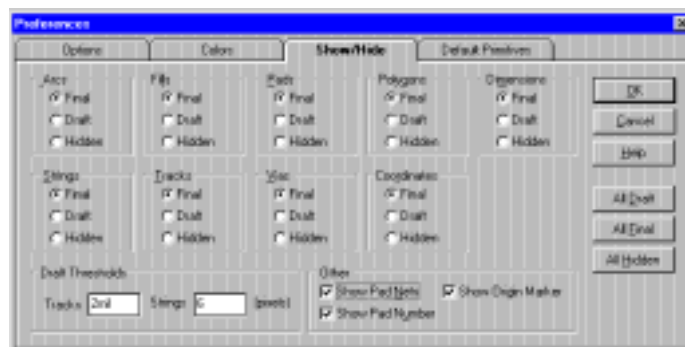 Preferences
Options Colors Show/Hide Default Primitives
Arcs Fills Pads Polygons Dimensions
Final Final Final Final Final
Draft Draft Draft Draft Draft
Hidden Hidden Hidden Hidden Hidden
OK
Cancel
Help
Strings Tracks Vias Coordinates
Final Final Final Final
Draft Draft Draft Draft
Hidden Hidden Hidden Hidden
All Draft
All Final
All Hidden
Draft Thresholds
Tracks 2mil Strings 6 (pixels)
Other
Show Pad Nets Show Origin Marker
Show Pad Number